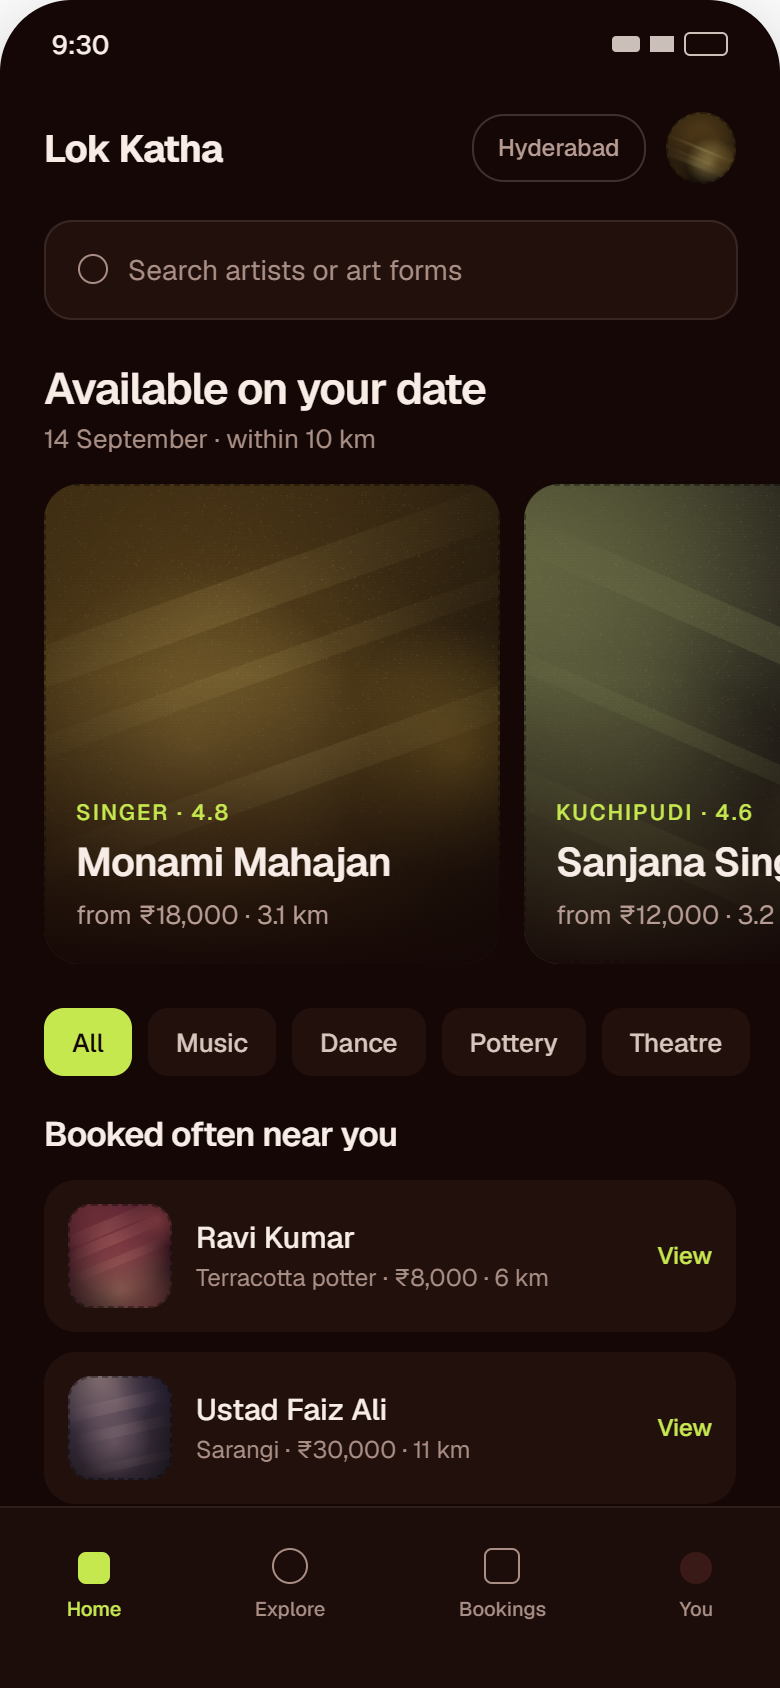 9:30
Lok Katha
Hyderabad
Search artists or art forms
Available on your date
14 September · within 10 km
SINGER · 4.8
Monami Mahajan
from ₹18,000 · 3.1 km
KUCHIPUDI · 4.6
Sanjana Sing
from ₹12,000 · 3.2
All
Music
Dance
Pottery
Theatre
Booked often near you
Ravi Kumar
Terracotta potter · ₹8,000 · 6 km
View
Ustad Faiz Ali
Sarangi · ₹30,000 · 11 km
View
Home
Explore
Bookings
You